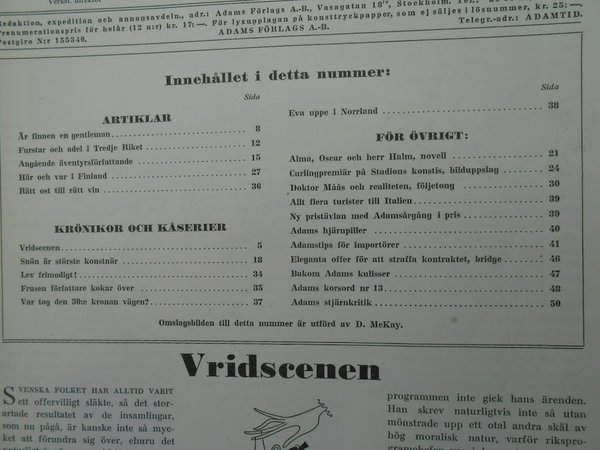 Verkst. direktör
Redaktion, expedition och annonsavdeln., adr.: Adams Förlags A.-B., Vasagatan 18
Stockholm. Tel.:
Prenumerationspris för helår (12 n:r) kr. 17:—. För lyxupplagan på konsttryckpapper, som ej säljes i lösnummer, kr. 25:—.
Postgiro N:r 155346. ADAMS FÖRLAGS A.-B. Telegr.-adr.: ADAMTID.
Innehållet i detta nummer:
Sida
ARTIKLAR
Är finnen en gentleman 8
Furstar och adel i Tredje Riket 12
Angående äventyrsförfattande 15
Här och var i Finland 27
Rätt ost till rätt vin 36
KRÖNIKOR OCH KÅSERIER
Vridscenen 5
Snön är störste konstnär 18
Lev frimodigt! 34
Frusen författare kokar över 35
Var tog den 30:e kronan vägen? 37
Sida
Eva uppe i Norrland 38
FÖR ÖVRIGT:
Alma, Oscar och herr Halm, novell 21
Curlingpremiär på Stadions konstis, bilduppslag 24
Doktor Måås och realiteten, följetong 30
Allt flera turister till Italien 39
Ny pristävlan med Adamsårgång i pris 39
Adams hjärnpiller 40
Adamstips för importörer 41
Eleganta offer för att straffa kontraktet, bridge 46
Bakom Adams kulisser 47
Adams korsord nr 13 48
Adams stjärnkritik 50
Omslagsbilden till detta nummer är utförd av D. McKay.
Vridscenen
SVENSKA FOLKET HAR ALLTID VARIT
ett offervilligt släkte, så det stor-
artade resultatet av de insamlingar,
som nu pågå, är kanske inte så myc-
ket att förundra sig över, ehuru det
programmen inte gick hans ärenden.
Han skrev naturligtvis inte så utan
mönstrade upp ett otal andra skäl av
hög moralisk natur, varför rikspro-